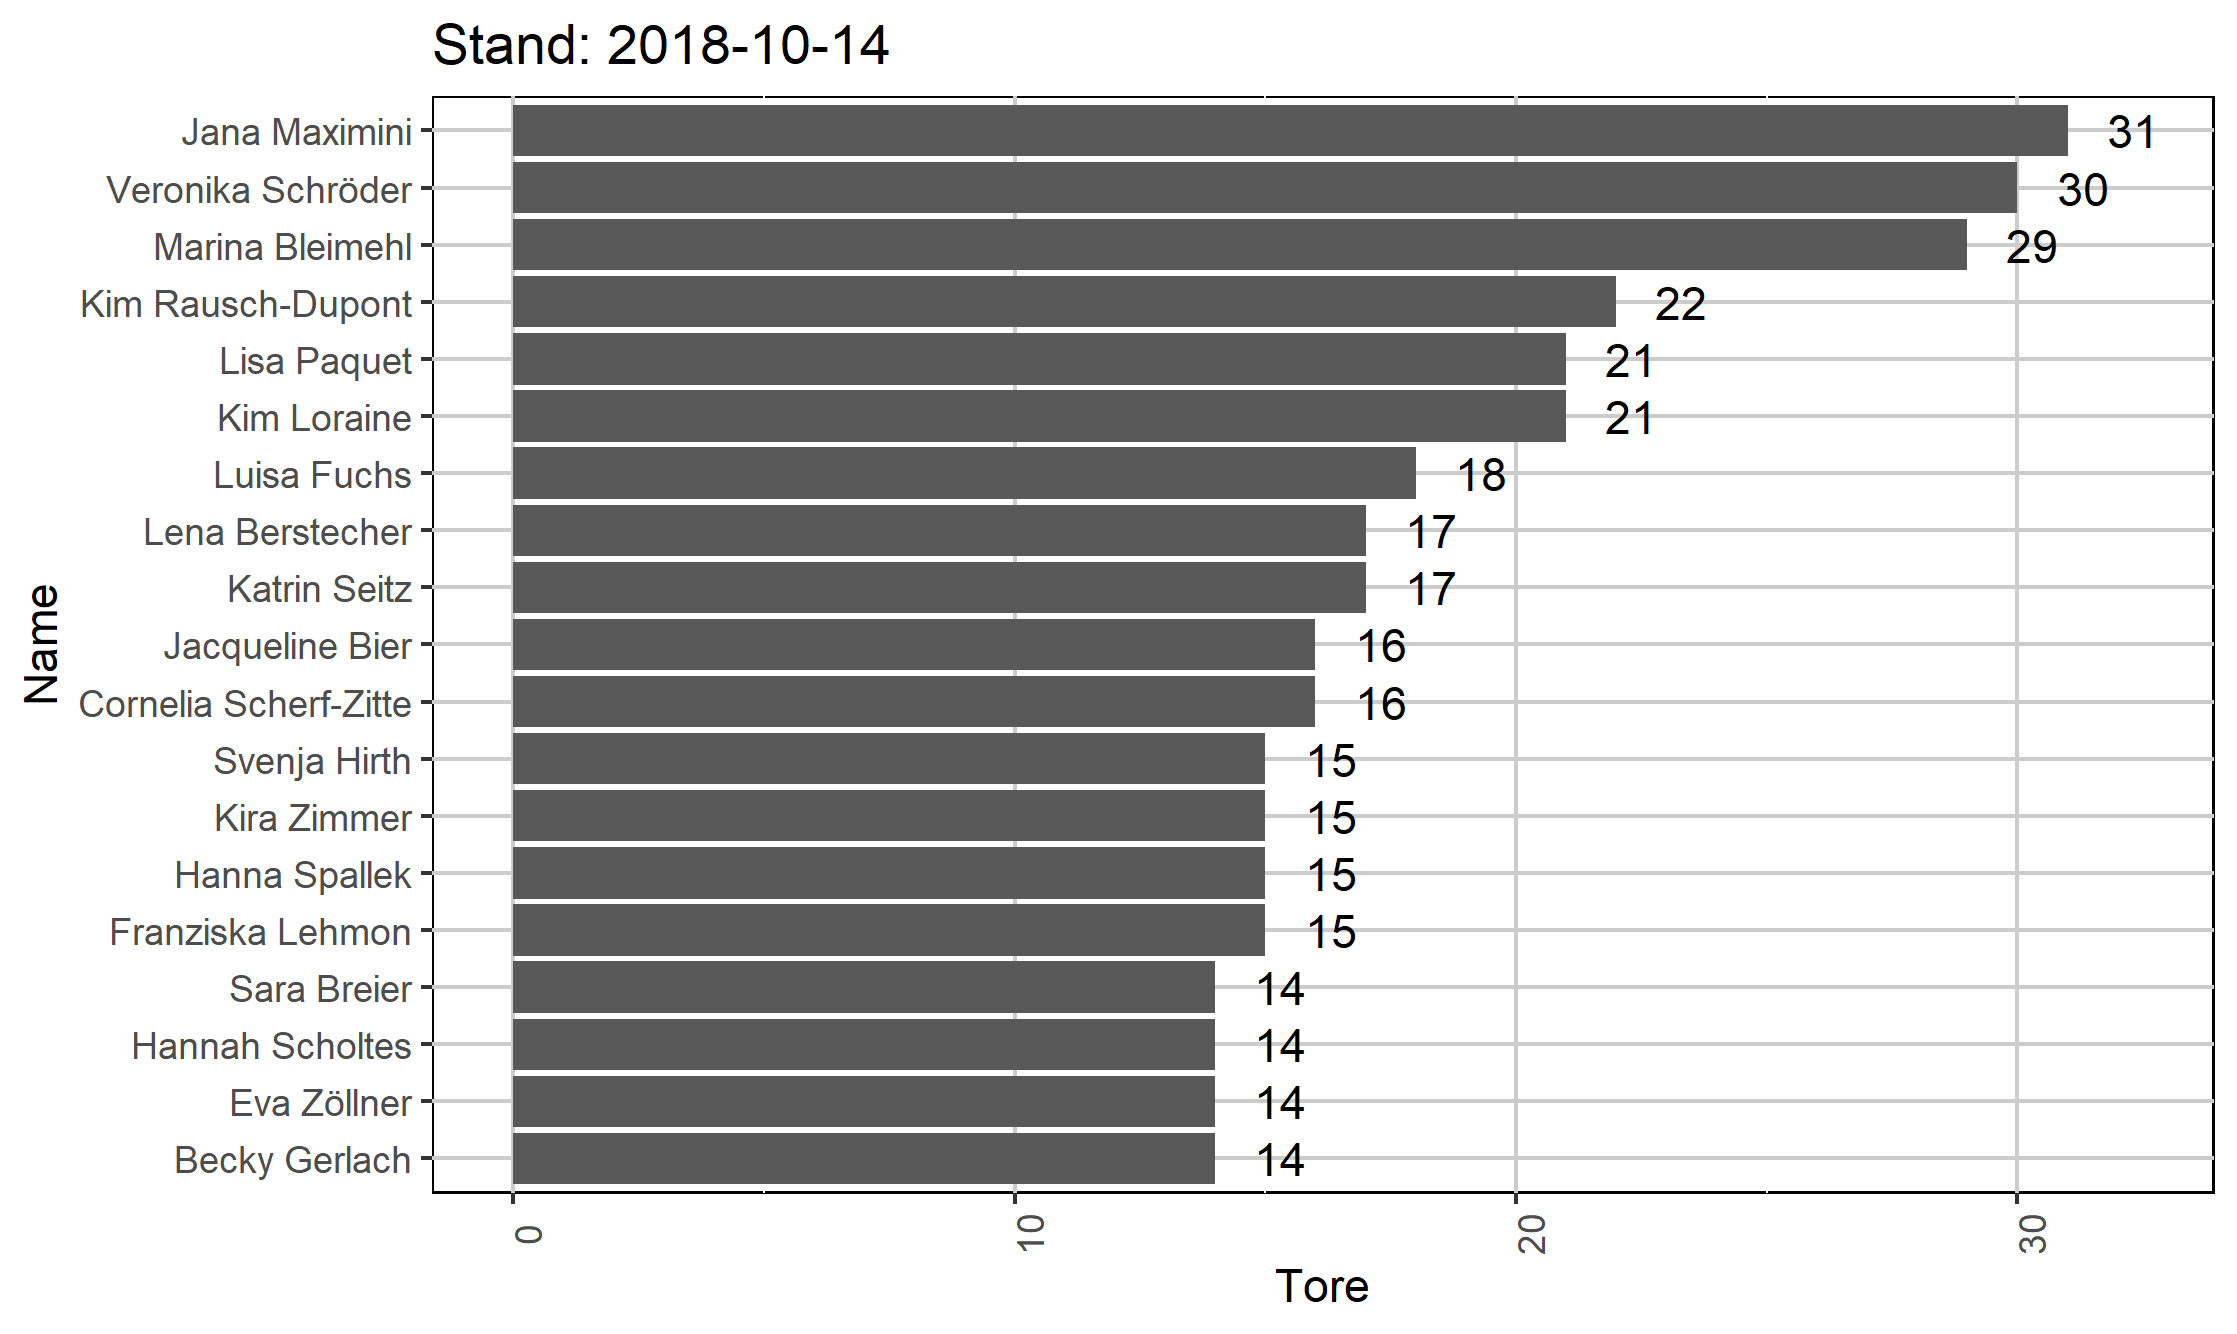 Stand: 2018-10-14
Jana Maximini 31
Veronika Schröder 30
Marina Bleimehl 29
Kim Rausch-Dupont 22
Lisa Paquet 21
Kim Loraine 21
Luisa Fuchs 18
Lena Berstecher 17
Katrin Seitz 17
Jacqueline Bier 16
Cornelia Scherf-Zitte 16
Svenja Hirth 15
Kira Zimmer 15
Hanna Spallek 15
Franziska Lehmon 15
Sara Breier 14
Hannah Scholtes 14
Eva Zöllner 14
Becky Gerlach 14
Name
0 10 20 30
Tore